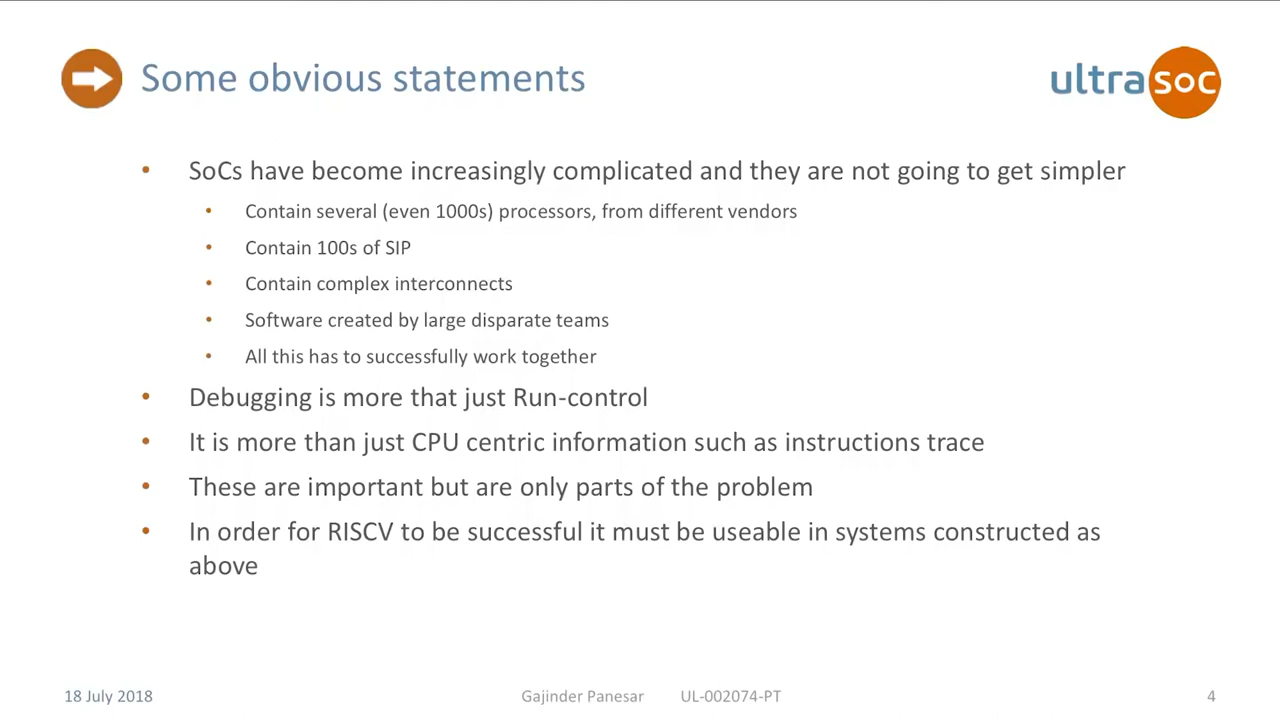 Some obvious statements
ultrasoc
• SoCs have become increasingly complicated and they are not going to get simpler
• Contain several (even 1000s) processors, from different vendors
• Contain 100s of SIP
• Contain complex interconnects
• Software created by large disparate teams
• All this has to successfully work together
• Debugging is more that just Run-control
• It is more than just CPU centric information such as instructions trace
• These are important but are only parts of the problem
• In order for RISCV to be successful it must be useable in systems constructed as
above
18 July 2018
Gajinder Panesar UL-002074-PT
4